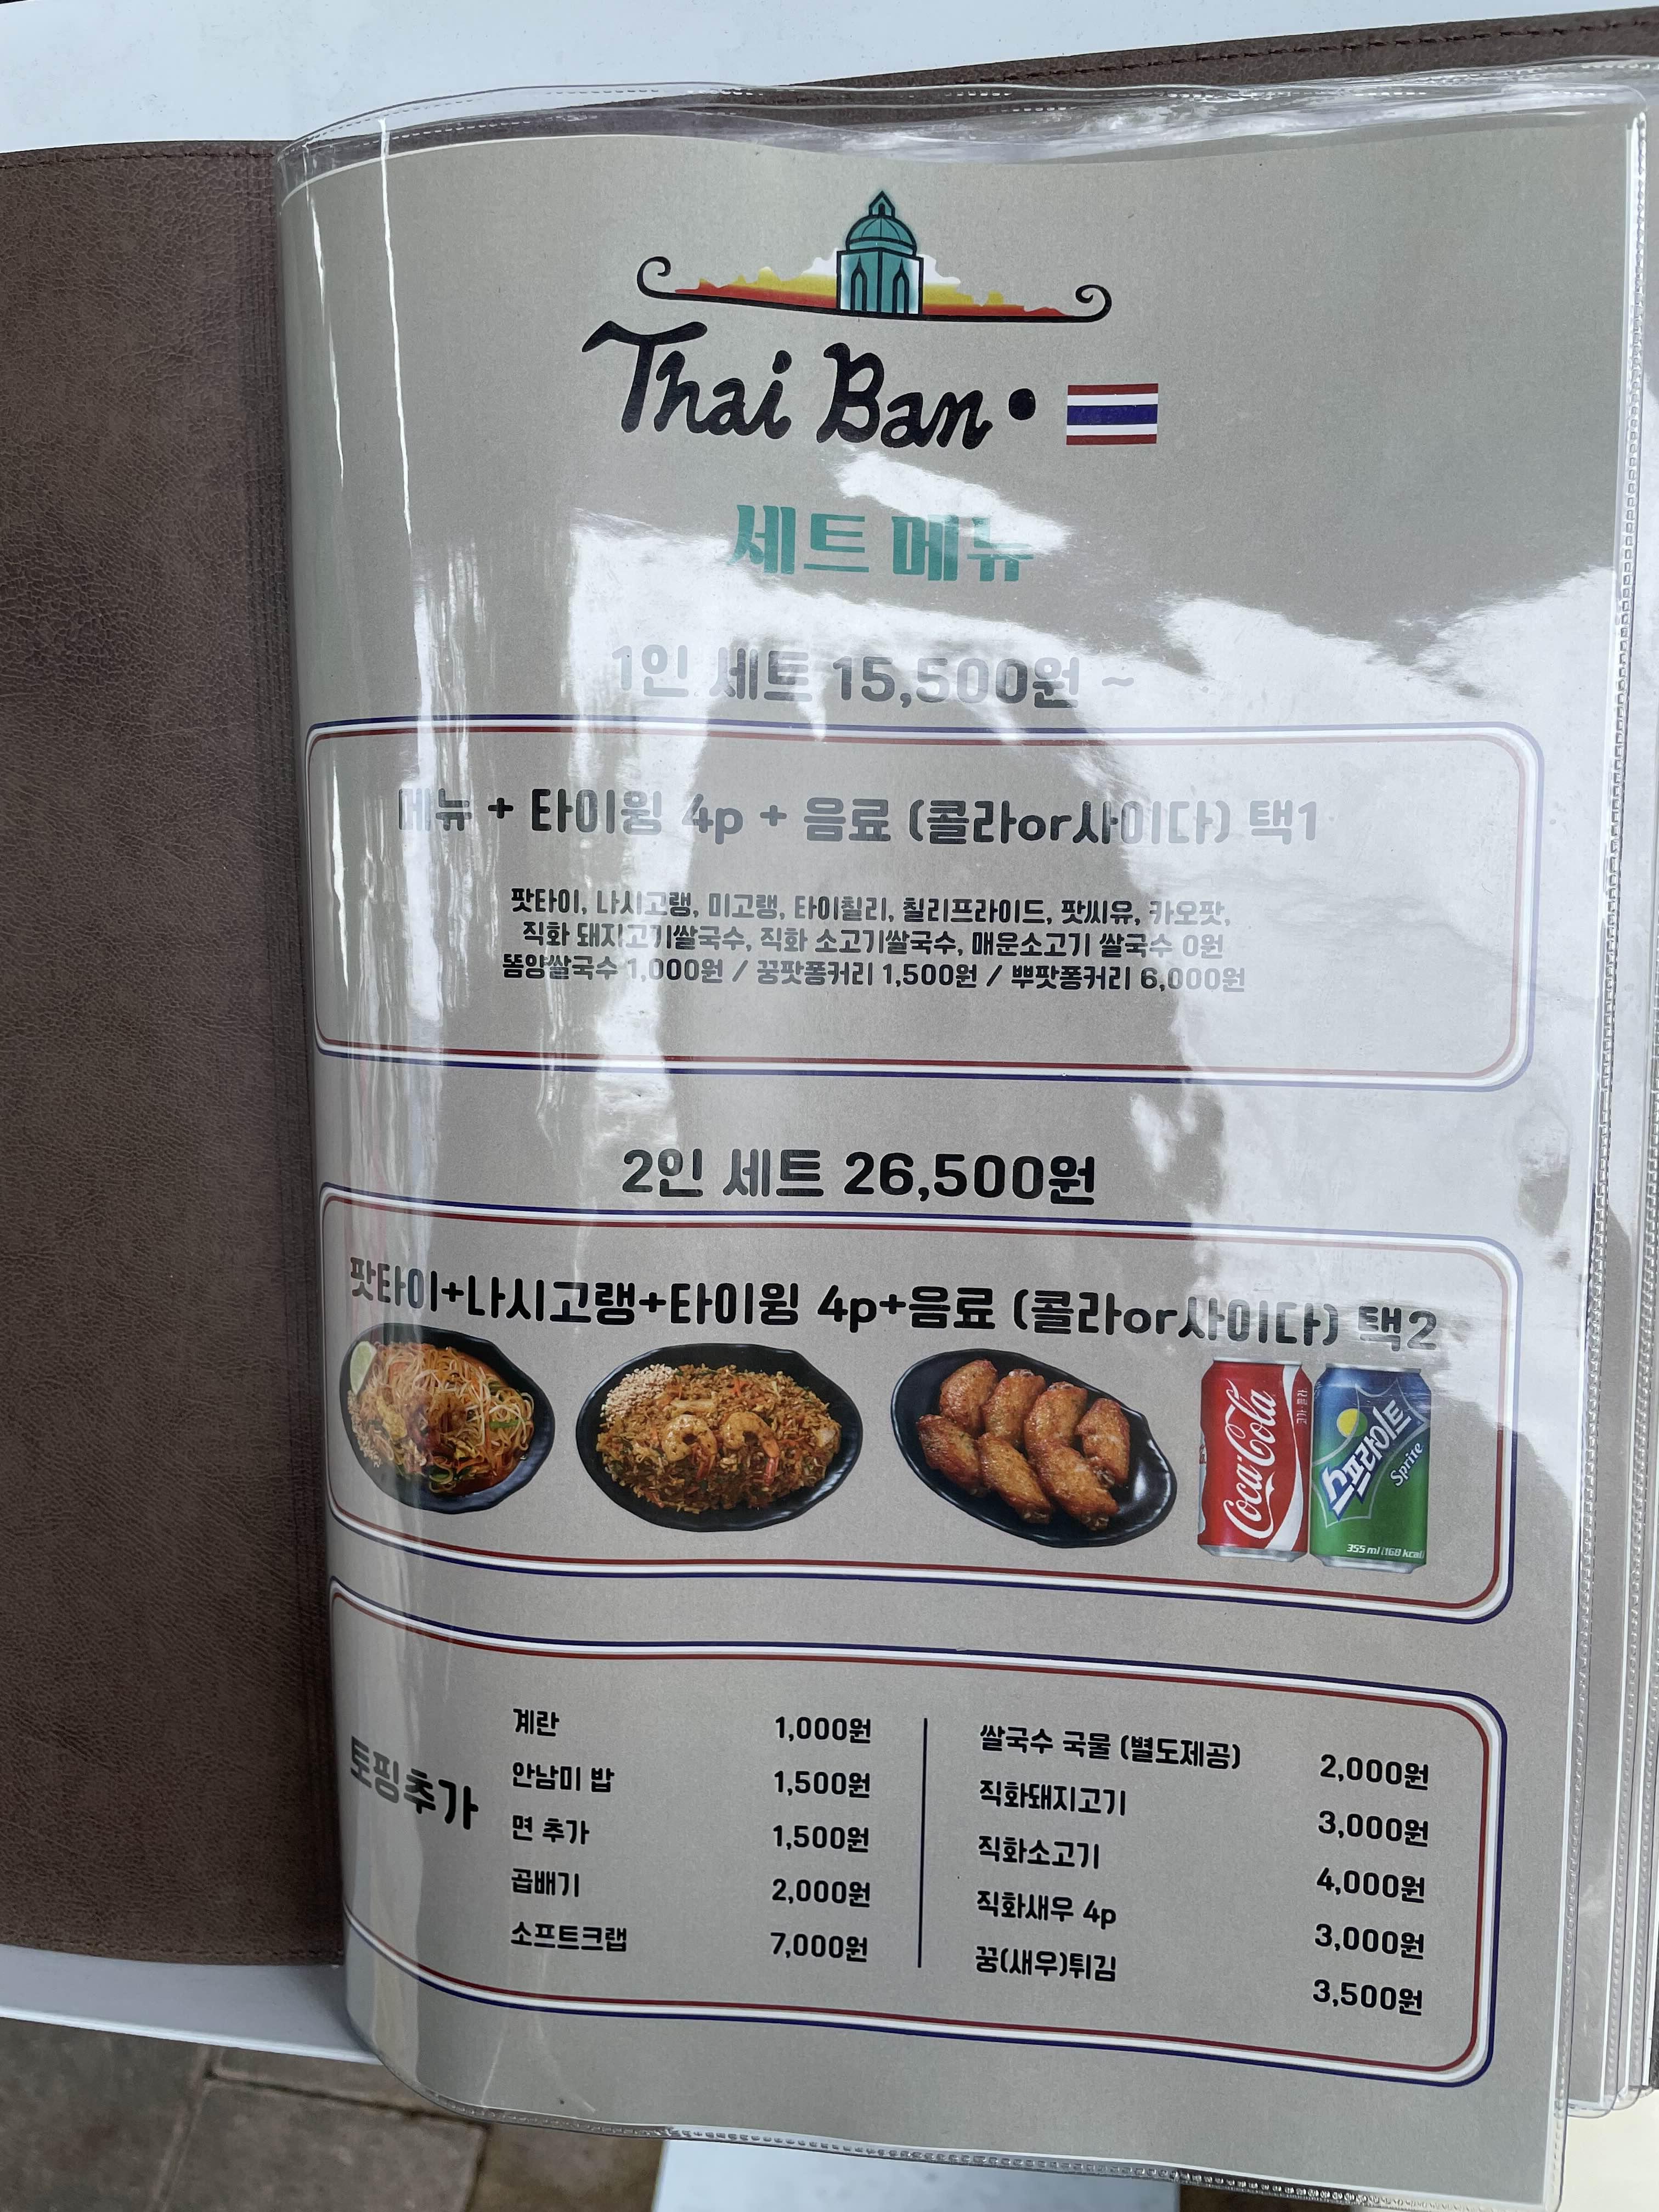 Thai Ban
세트 메뉴
1인 세트 15,500원 ~
메뉴 + 타이윙 4p + 음료 (콜라or사이다) 택1
팟타이, 나시고랭, 미고랭, 타이칠리, 칠리프라이드, 팟씨유, 카오팟,
직화 돼지고기쌀국수, 직화 소고기쌀국수, 매운소고기 쌀국수 0원
똠양쌀국수 1,000원 / 꿍팟퐁커리 1,500원 / 뿌팟퐁커리 6,000원
2인 세트 26,500원
팟타이+나시고랭+타이윙 4p+음료 (콜라or사이다) 택2
Coca-Cola
스프라이트
Sprite
355 ml (168 kcal)
토핑추가
계란 1,000원
안남미 밥 1,500원
면 추가 1,500원
곱배기 2,000원
소프트크랩 7,000원
쌀국수 국물 (별도제공) 2,000원
직화돼지고기 3,000원
직화소고기 4,000원
직화새우 4p 3,000원
꿍(새우)튀김 3,500원